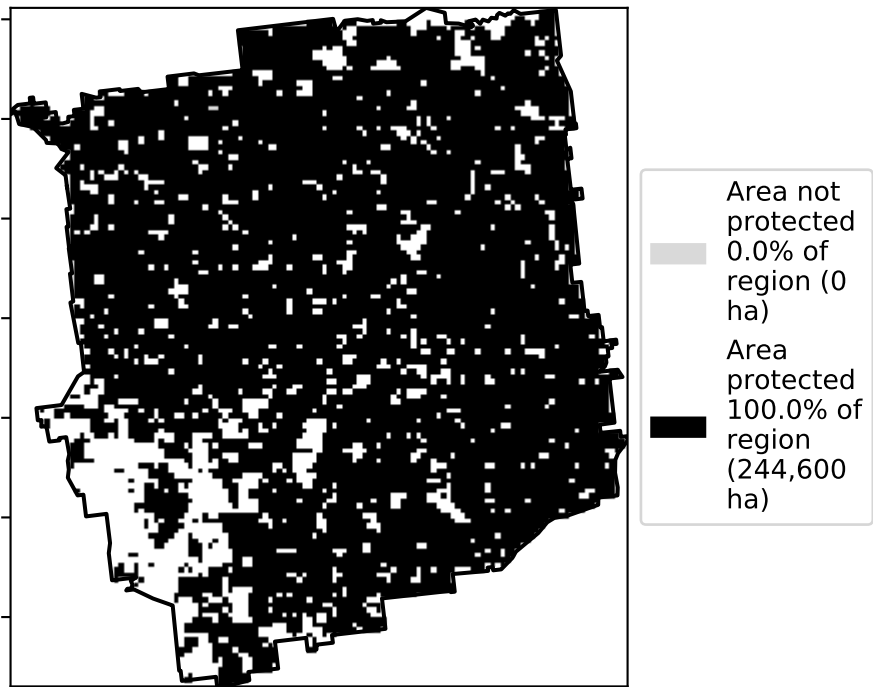 Area not
protected
0.0% of
region (0
ha)
Area
protected
100.0% of
region
(244,600
ha)